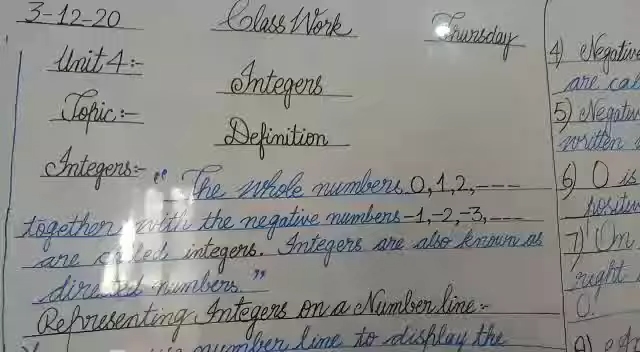 3-12-20 Class Work Thursday
Unit 4:- Integers
Topic:- Definition
Integers:- "The whole numbers 0,1,2,----
together with the negative numbers -1,-2,-3,----
are called integers. Integers are also known as
directed numbers."
Representing Integers on a Number line:-
number line to display the
4) Negative
are
5) Negative
written
6) 0 is
7) On
right
0.